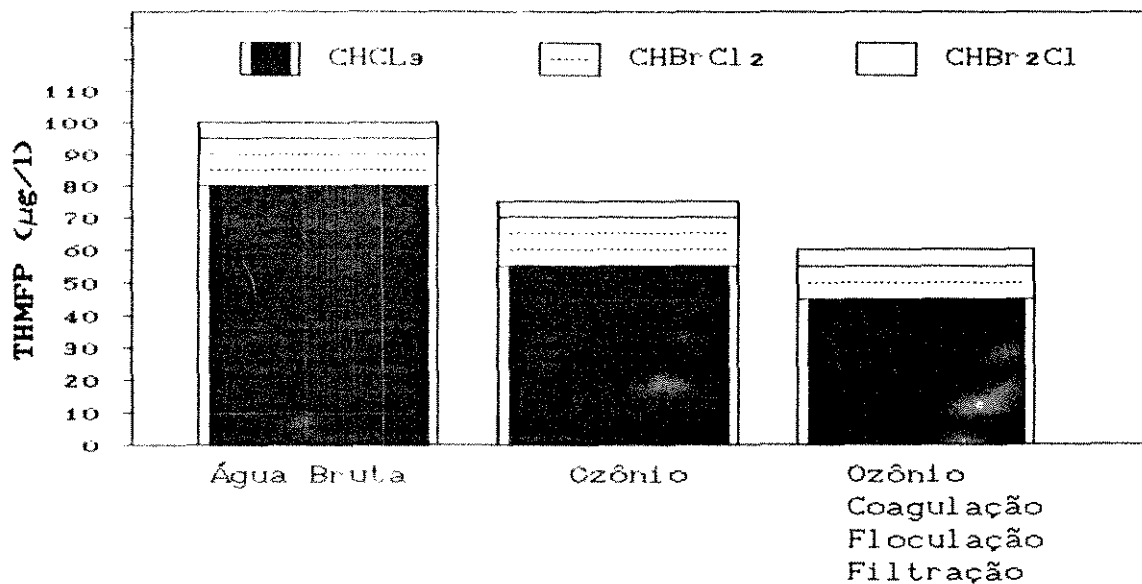 CHCL3 CHBrCl2 CHBr2Cl
THMFP (µg/l)
110
100
90
80
70
60
50
40
30
20
10
0
Água Bruta Ozônio Ozônio
Coagulação
Floculação
Filtração